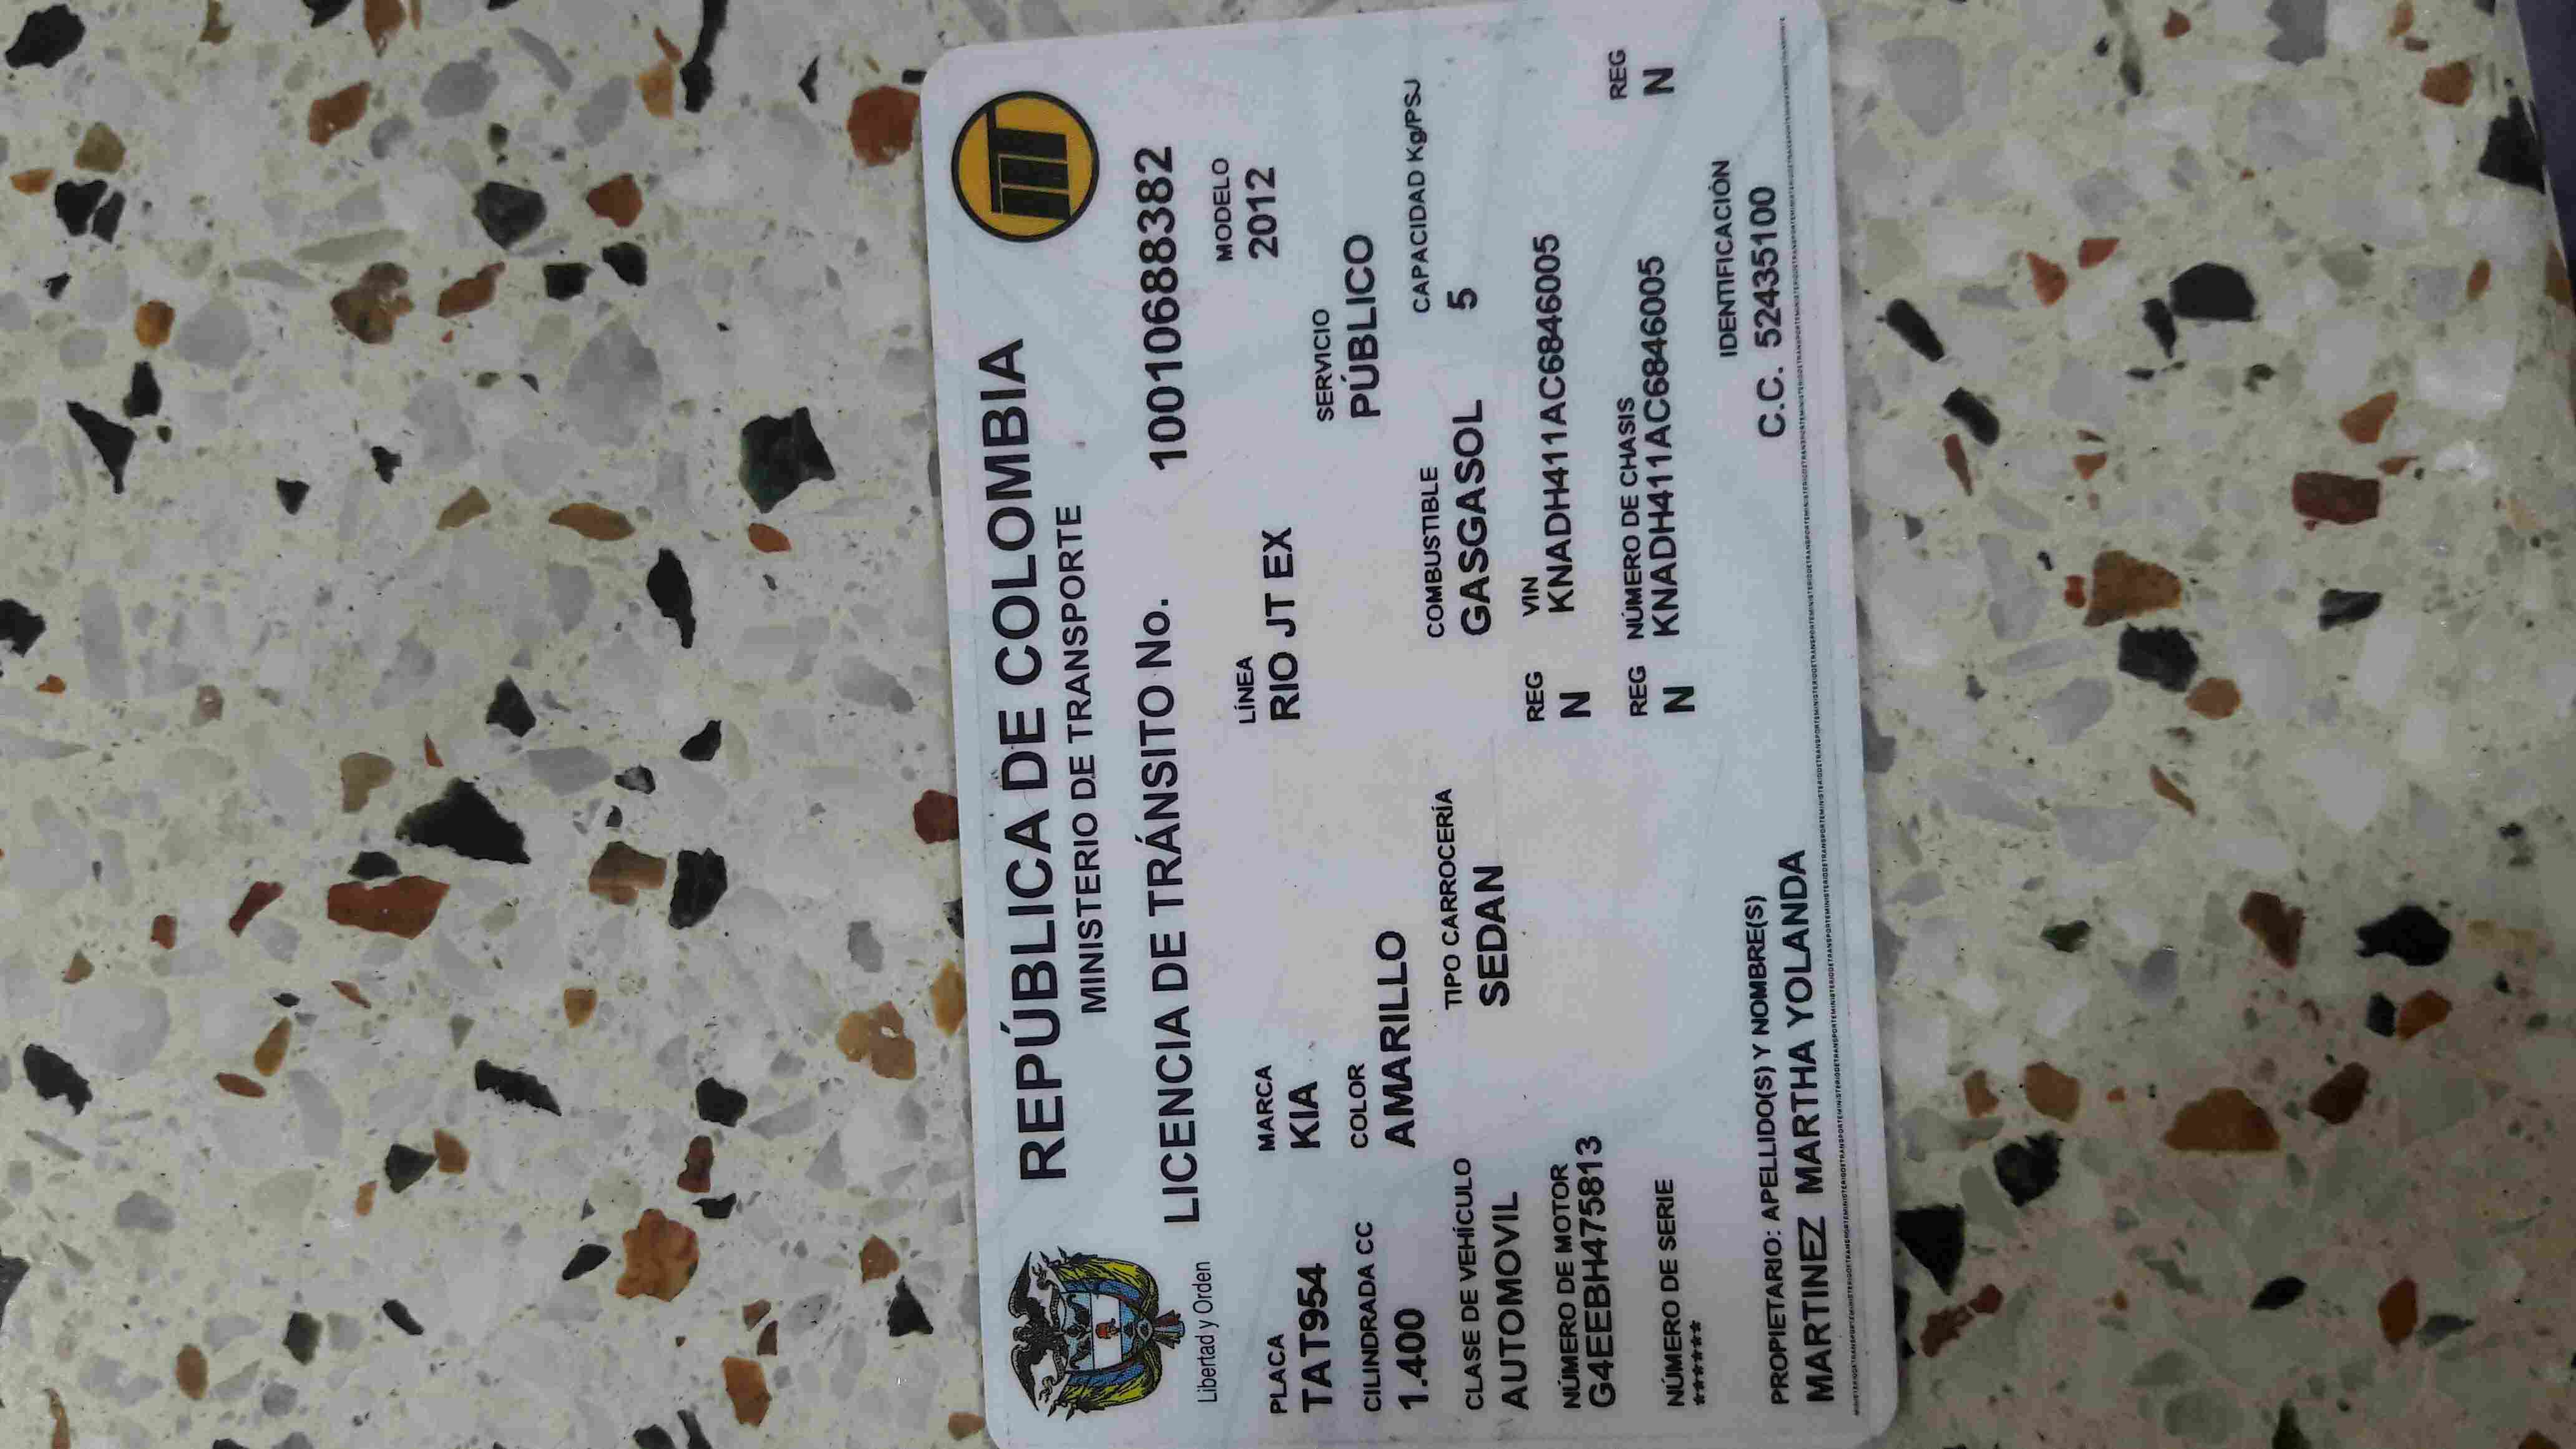 REPÚBLICA DE COLOMBIA
MINISTERIO DE TRANSPORTE
Libertad y Orden
LICENCIA DE TRÁNSITO No. 10010688382
PLACA MARCA LÍNEA MODELO
TAT954 KIA RIO JT EX 2012
CILINDRADA CC COLOR SERVICIO
1.400 AMARILLO PÚBLICO
CLASE DE VEHÍCULO TIPO CARROCERÍA COMBUSTIBLE CAPACIDAD Kg/PSJ
AUTOMOVIL SEDAN GASGASOL 5
NÚMERO DE MOTOR REG VIN
G4EEBH475813 N KNADH411AC6846005
NÚMERO DE SERIE REG NÚMERO DE CHASIS REG
****** N KNADH411AC6846005 N
PROPIETARIO: APELLIDO(S) Y NOMBRE(S) IDENTIFICACIÓN
MARTINEZ MARTHA YOLANDA C.C. 52435100